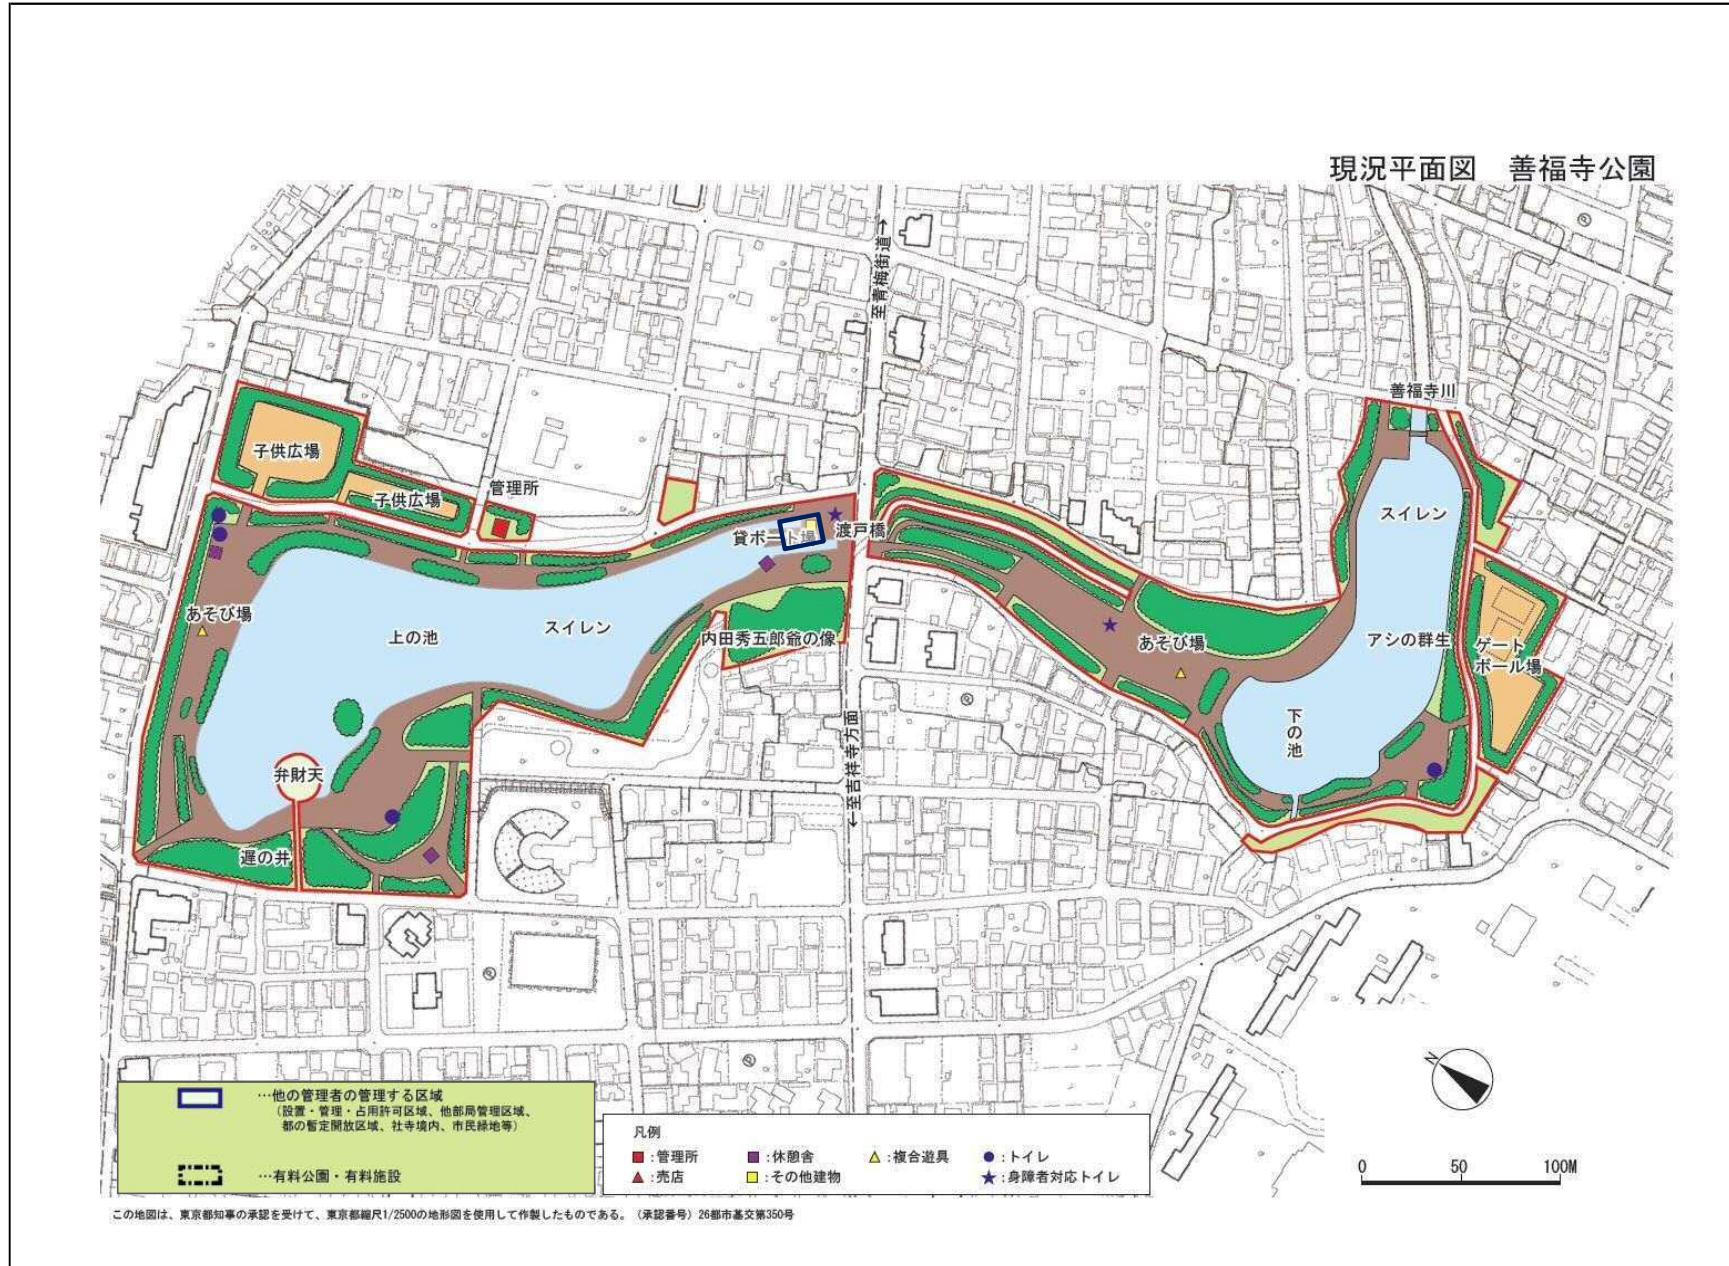 現況平面図　善福寺公園
至青梅街道→
善福寺川
子供広場
子供広場
管理所
スイレン
貸ボート場
渡戸橋
あそび場
上の池
スイレン
内田秀五郎爺の像
あそび場
アシの群生
ゲート
ボール場
下の池
←至吉祥寺方面
弁財天
遅の井
N
…他の管理者の管理する区域
（設置・管理・占用許可区域、他部局管理区域、
都の暫定開放区域、社寺境内、市民緑地等）
…有料公園・有料施設
凡例
：管理所
：休憩舎
：複合遊具
：トイレ
：売店
：その他建物
：身障者対応トイレ
0 50 100M
この地図は、東京都知事の承認を受けて、東京都縮尺1/2500の地形図を使用して作製したものである。（承認番号）26都市基交第350号